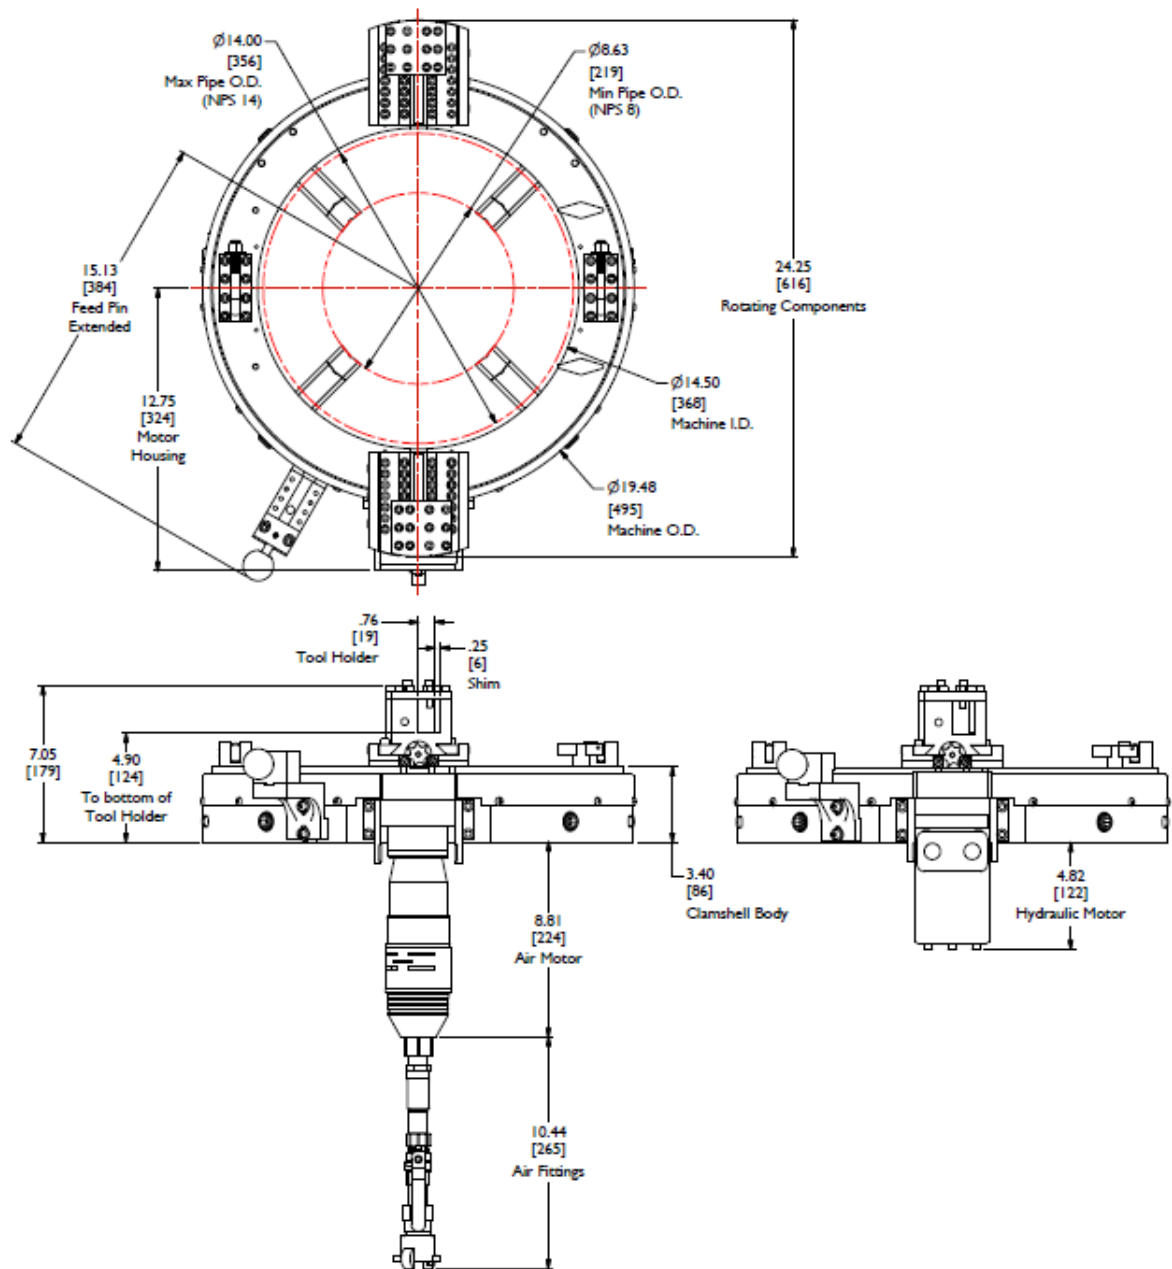 Ø14.00
[356]
Max Pipe O.D.
(NPS 14)
Ø8.63
[219]
Min Pipe O.D.
(NPS 8)
15.13
[384]
Feed Pin
Extended
24.25
[616]
Rotating Components
12.75
[324]
Motor
Housing
Ø14.50
[368]
Machine I.D.
Ø19.48
[495]
Machine O.D.
.76
[19]
Tool Holder
.25
[6]
Shim
7.05
[179]
4.90
[124]
To bottom of
Tool Holder
3.40
[86]
Clamshell Body
4.82
[122]
Hydraulic Motor
8.81
[224]
Air Motor
10.44
[265]
Air Fittings